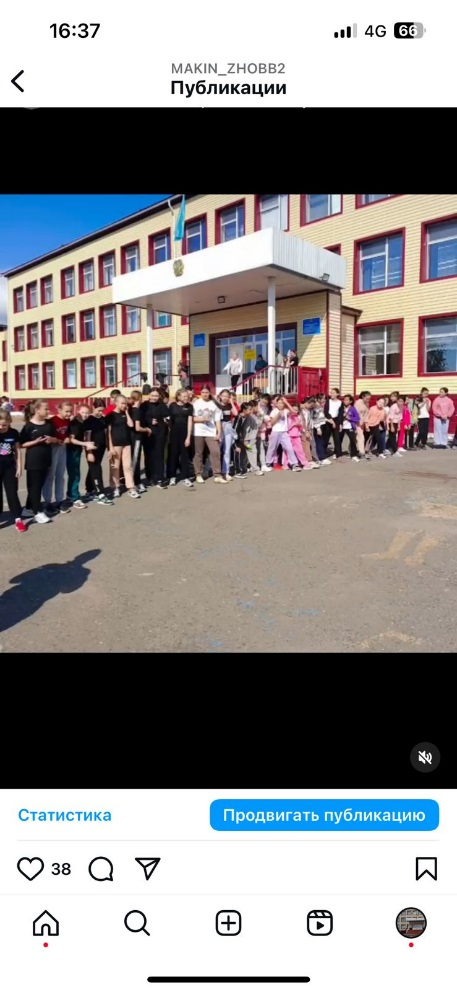 16:37
4G
66
MAKIN_ZHOBB2
Публикации
Статистика
Продвигать публикацию
38